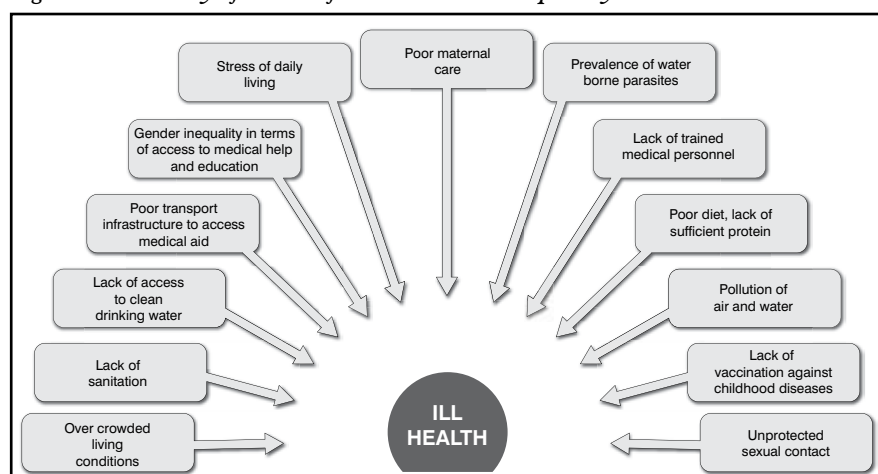 Poor maternal
care
Stress of daily
living
Prevalence of water
borne parasites
Gender inequality in terms
of access to medical help
and education
Lack of trained
medical personnel
Poor transport
infrastructure to access
medical aid
Poor diet, lack of
sufficient protein
Lack of access
to clean
drinking water
Pollution of
air and water
Lack of
sanitation
Lack of
vaccination against
childhood diseases
Over crowded
living
conditions
ILL
HEALTH
Unprotected
sexual contact